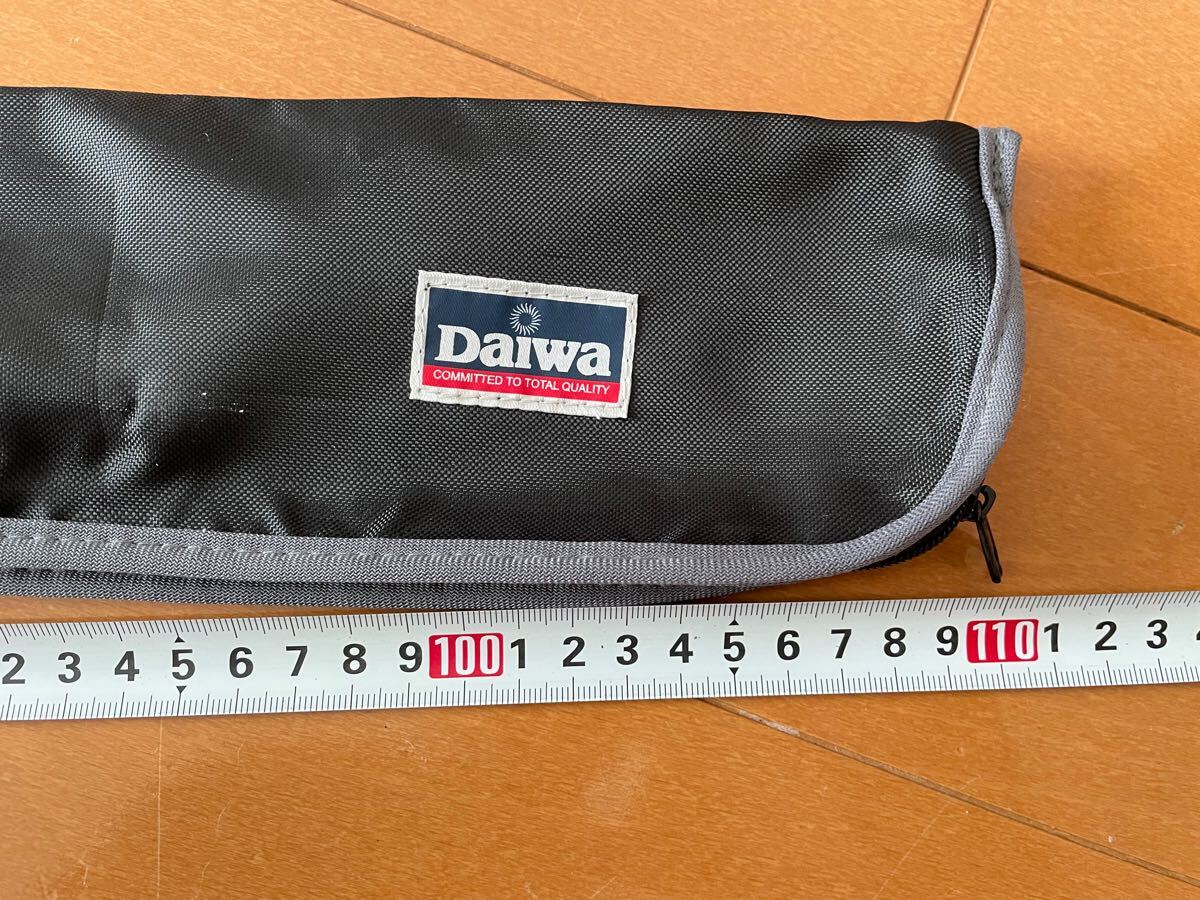 Daiwa
COMMITTED TO TOTAL QUALITY
2 3 4 5 6 7 8 9 100 1 2 3 4 5 6 7 8 9 110 1 2 3